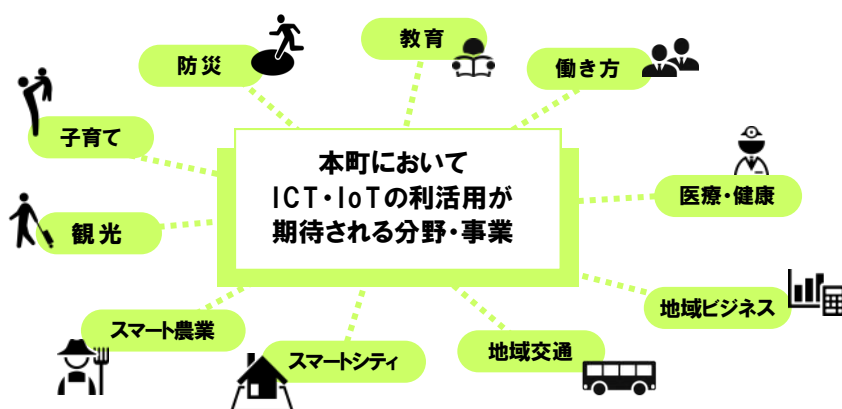 教育
防災
働き方
子育て
本町において
ICT・IoTの利活用が
期待される分野・事業
医療・健康
観光
地域ビジネス
スマート農業
スマートシティ
地域交通